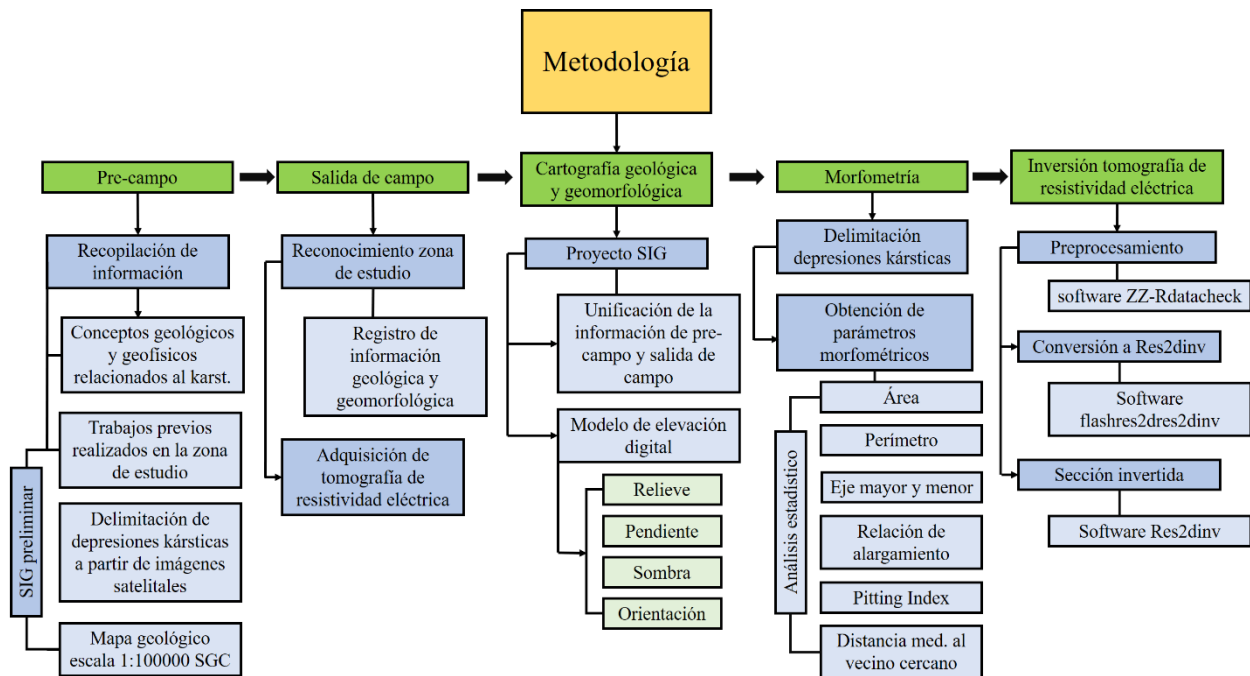 Metodología
Pre-campo
Recopilación de
información
Conceptos geológicos
y geofísicos
relacionados al karst.
Trabajos previos
realizados en la zona
de estudio
Delimitación de
depresiones kársticas
a partir de imágenes
satelitales
Mapa geológico
escala 1:100000 SGC
SIG preliminar
Salida de campo
Reconocimiento zona
de estudio
Registro de
información
geológica y
geomorfológica
Adquisición de
tomografía de
resistividad eléctrica
Cartografía geológica
y geomorfológica
Proyecto SIG
Unificación de la
información de pre-
campo y salida de
campo
Modelo de elevación
digital
Relieve
Pendiente
Sombra
Orientación
Morfometría
Delimitación
depresiones kársticas
Obtención de
parámetros
morfométricos
Área
Perímetro
Eje mayor y menor
Relación de
alargamiento
Pitting Index
Distancia med. al
vecino cercano
Análisis estadístico
Inversión tomografía de
resistividad eléctrica
Preprocesamiento
software ZZ-Rdatacheck
Conversión a Res2dinv
Software
flashres2dres2dinv
Sección invertida
Software Res2dinv